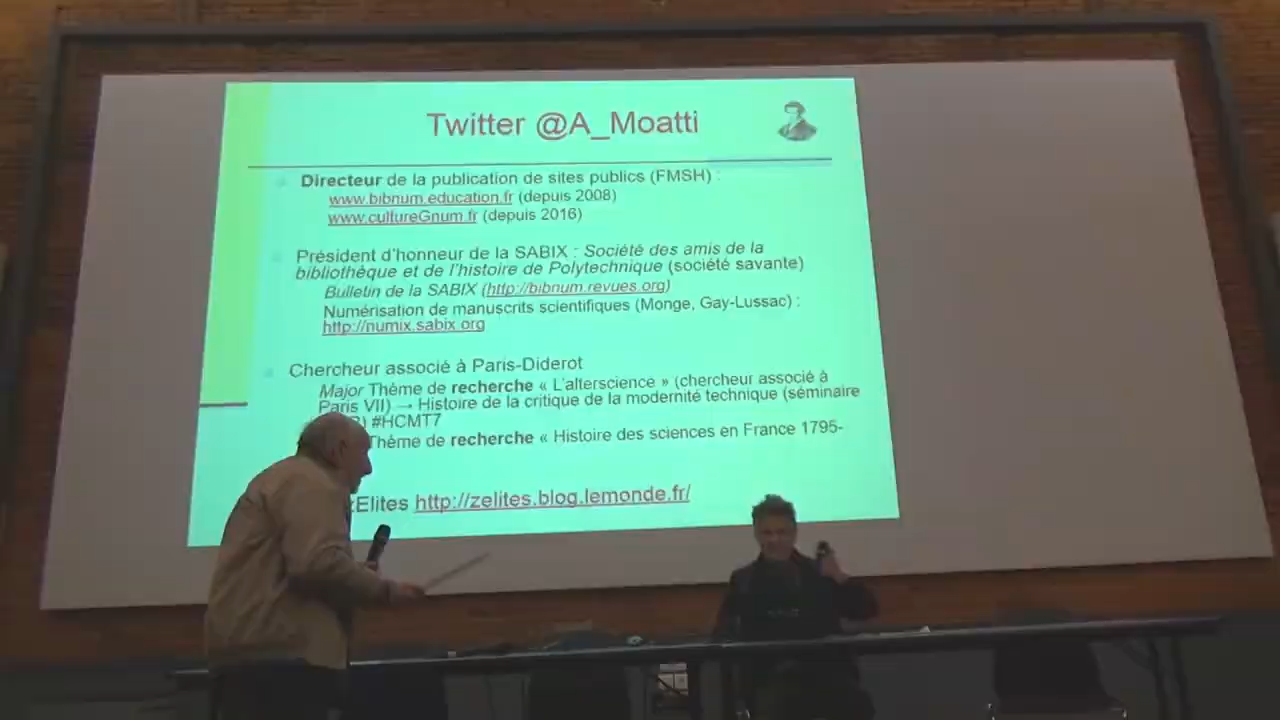 Twitter @A_Moatti
Directeur de la publication de sites publics (FMSH) :
www.bibnum.education.fr (depuis 2008)
www.cultureGnum.fr (depuis 2016)
Président d'honneur de la SABIX : Société des amis de la
bibliothèque et de l'histoire de Polytechnique (société savante)
Bulletin de la SABIX (http://bibnum.revues.org)
Numérisation de manuscrits scientifiques (Monge, Gay-Lussac) :
http://numix.sabix.org
Chercheur associé à Paris-Diderot
Major Thème de recherche « L'alterscience » (chercheur associé à
Paris VII) → Histoire de la critique de la modernité technique (séminaire
#HCMT7
Thème de recherche « Histoire des sciences en France 1795-
Elites http://zelites.blog.lemonde.fr/